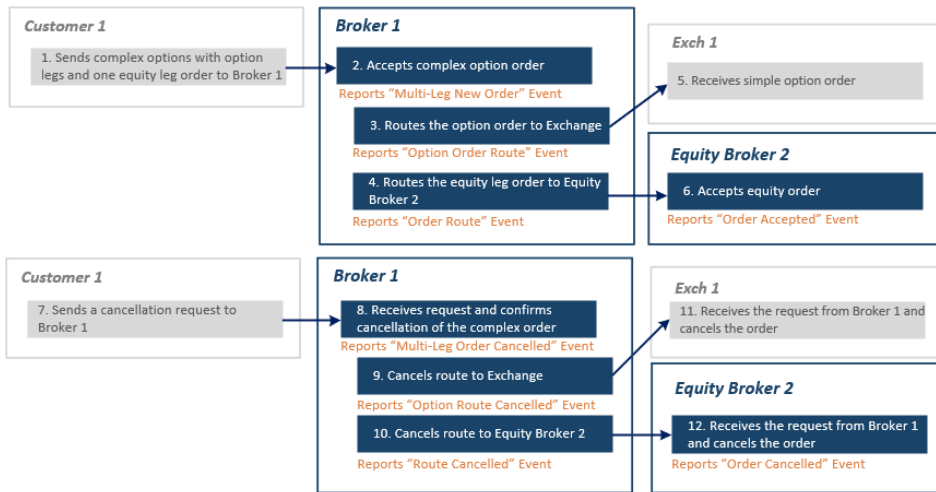 Customer 1
1. Sends complex options with option
legs and one equity leg order to Broker 1
Broker 1
2. Accepts complex option order
Reports “Multi-Leg New Order” Event
3. Routes the option order to Exchange
Reports “Option Order Route” Event
4. Routes the equity leg order to Equity
Broker 2
Reports “Order Route” Event
Exch 1
5. Receives simple option order
Equity Broker 2
6. Accepts equity order
Reports “Order Accepted” Event
Customer 1
7. Sends a cancellation request to
Broker 1
Broker 1
8. Receives request and confirms
cancellation of the complex order
Reports “Multi-Leg Order Cancelled” Event
9. Cancels route to Exchange
Reports “Option Route Cancelled” Event
10. Cancels route to Equity Broker 2
Reports “Route Cancelled” Event
Exch 1
11. Receives the request from Broker 1 and
cancels the order
Equity Broker 2
12. Receives the request from Broker 1
and cancels the order
Reports “Order Cancelled” Event